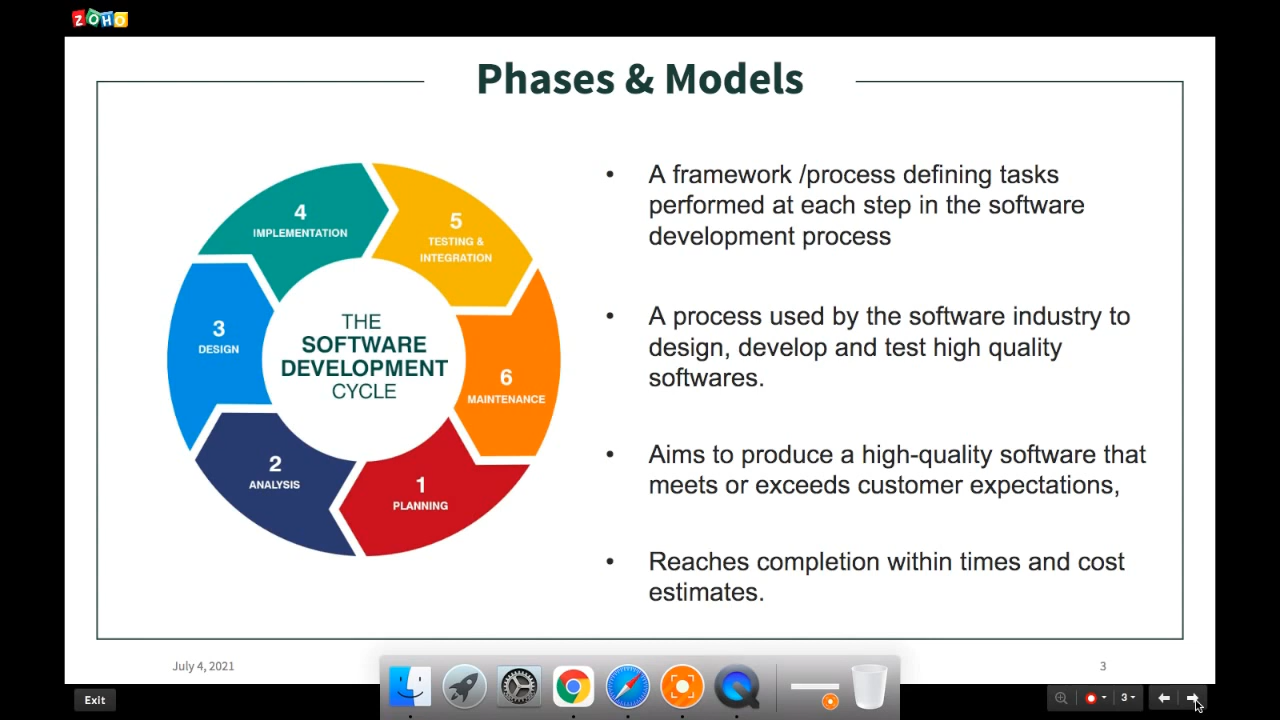 ZOHO
Phases & Models
4
IMPLEMENTATION
5
TESTING &
INTEGRATION
3
DESIGN
THE
SOFTWARE
DEVELOPMENT
CYCLE
6
MAINTENANCE
2
ANALYSIS
1
PLANNING
• A framework /process defining tasks
performed at each step in the software
development process
• A process used by the software industry to
design, develop and test high quality
softwares.
• Aims to produce a high-quality software that
meets or exceeds customer expectations,
• Reaches completion within times and cost
estimates.
July 4, 2021
3
Exit
3